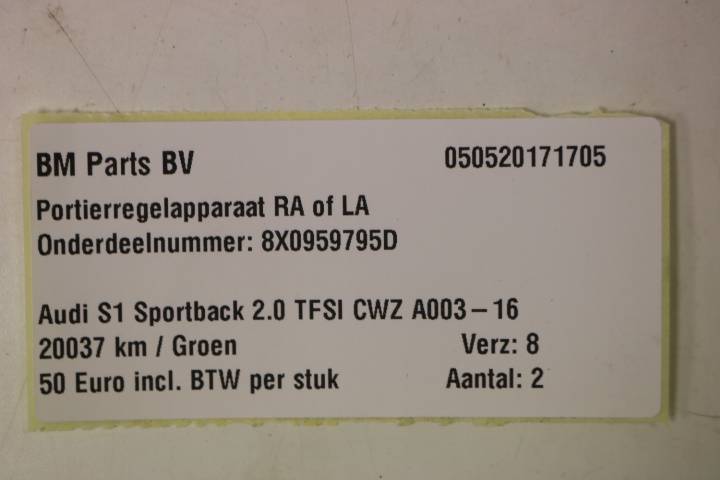 BM Parts BV 050520171705
Portierregelapparaat RA of LA
Onderdeelnummer: 8X0959795D
Audi S1 Sportback 2.0 TFSI CWZ A003-16
20037 km / Groen Verz: 8
50 Euro incl. BTW per stuk Aantal: 2